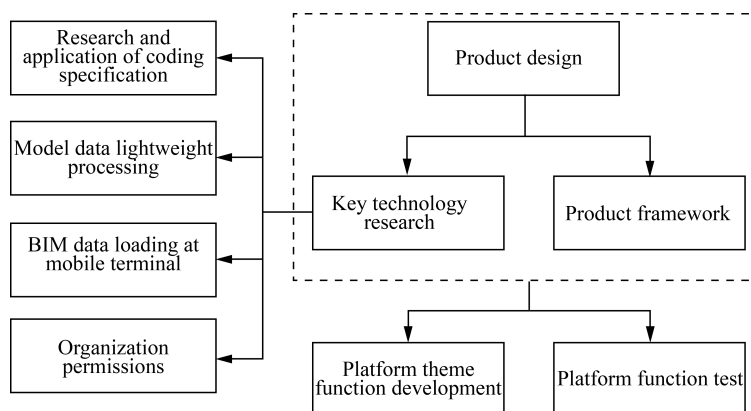 Research and
application of coding
specification
Model data lightweight
processing
BIM data loading at
mobile terminal
Organization
permissions
Product design
Key technology
research
Product framework
Platform theme
function development
Platform function test